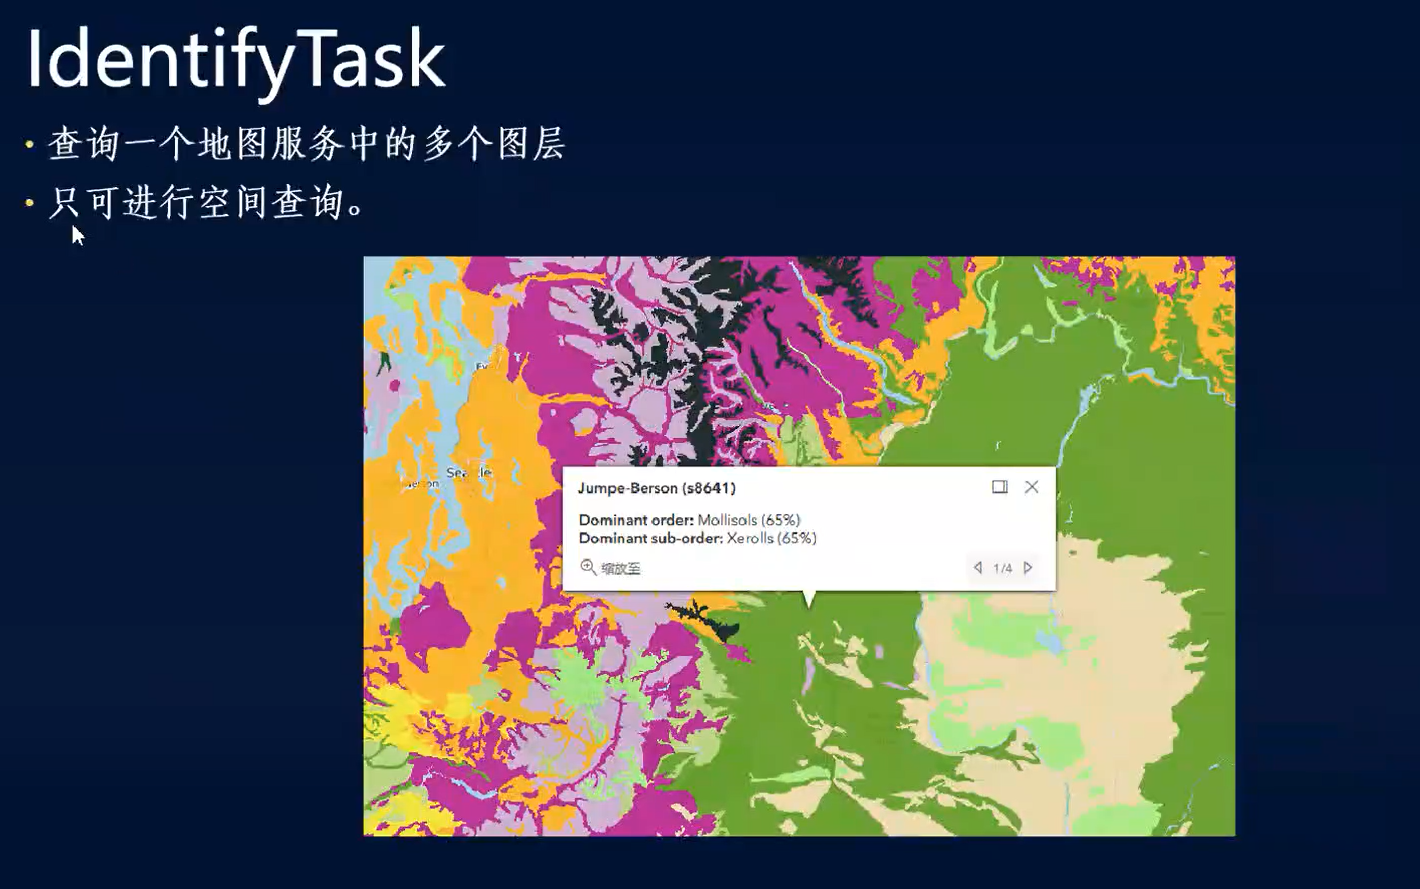 IdentifyTask
• 查询一个地图服务中的多个图层
• 只可进行空间查询。
Jumpe-Berson (s8641)
Dominant order: Mollisols (65%)
Dominant sub-order: Xerolls (65%)
缩放至
1/4